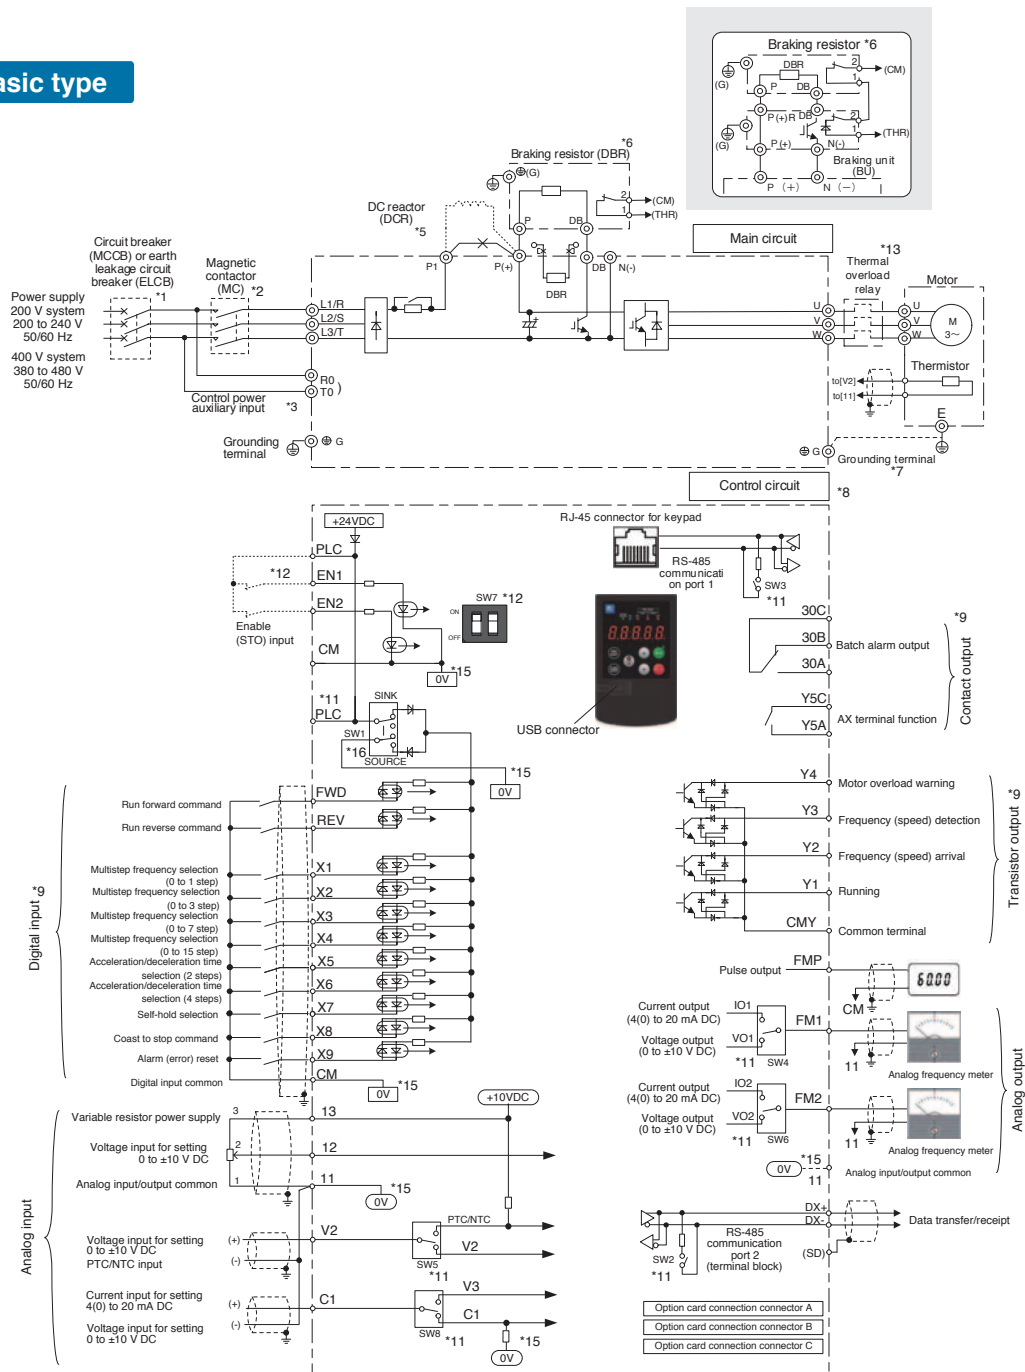 asic type
Braking resistor *6
DBR
2
(CM)
1
(G)
P
DB
P(+)R
DB
2
1
(THR)
(G)
P(+)
N(-)
Braking unit
(BU)
P (+)
N (−)
*6
Braking resistor (DBR)
(G)
2
(CM)
1
(THR)
P
DB
DC reactor
(DCR)
*5
P1
P(+)
DB
N(-)
DBR
Main circuit
*13
Thermal
overload
relay
Motor
Circuit breaker
(MCCB) or earth
leakage circuit
breaker (ELCB)
*1
Magnetic
contactor
(MC)
*2
Power supply
200 V system
200 to 240 V
50/60 Hz
400 V system
380 to 480 V
50/60 Hz
L1/R
L2/S
L3/T
R0
T0
Control power
auxiliary input
*3
U
V
W
U
V
W
M
3~
Thermistor
to[V2]
to[11]
E
Grounding
terminal
G
G
Grounding terminal
*7
Control circuit
*8
+24VDC
PLC
EN1
*12
EN2
Enable
(STO) input
CM
SW7
*12
ON
OFF
*15
0V
RJ-45 connector for keypad
RS-485
communicati
on port 1
SW3
*11
USB connector
30C
30B
Batch alarm output
30A
Y5C
Y5A
AX terminal function
*9
Contact output
*11
PLC
SINK
SW1
*16
SOURCE
*15
0V
FWD
Run forward command
REV
Run reverse command
X1
Multistep frequency selection
(0 to 1 step)
X2
Multistep frequency selection
(0 to 3 step)
X3
Multistep frequency selection
(0 to 7 step)
X4
Multistep frequency selection
(0 to 15 step)
X5
Acceleration/deceleration time
selection (2 steps)
X6
Acceleration/deceleration time
selection (4 steps)
X7
Self-hold selection
X8
Coast to stop command
X9
Alarm (error) reset
CM
Digital input common
*15
0V
Digital input *9
Y4
Motor overload warning
Y3
Frequency (speed) detection
Y2
Frequency (speed) arrival
Y1
Running
CMY
Common terminal
*9
Transistor output
Pulse output
FMP
60.00
CM
Current output
(4(0) to 20 mA DC)
Voltage output
(0 to ±10 V DC)
IO1
VO1
*11
SW4
FM1
11
Analog frequency meter
Current output
(4(0) to 20 mA DC)
Voltage output
(0 to ±10 V DC)
IO2
VO2
*11
SW6
FM2
11
Analog frequency meter
Analog output
*15
0V
11
Analog input/output common
+10VDC
Variable resistor power supply
3
13
Voltage input for setting
0 to ±10 V DC
2
12
Analog input/output common
1
11
*15
0V
Voltage input for setting
0 to ±10 V DC
PTC/NTC input
(+)
(-)
V2
PTC/NTC
V2
SW5
*11
Current input for setting
4(0) to 20 mA DC
Voltage input for setting
0 to ±10 V DC
(+)
(-)
C1
V3
C1
SW8
*11
*15
0V
Analog input
DX+
DX-
Data transfer/receipt
RS-485
communication
port 2
(terminal block)
SW2
*11
(SD)
Option card connection connector A
Option card connection connector B
Option card connection connector C